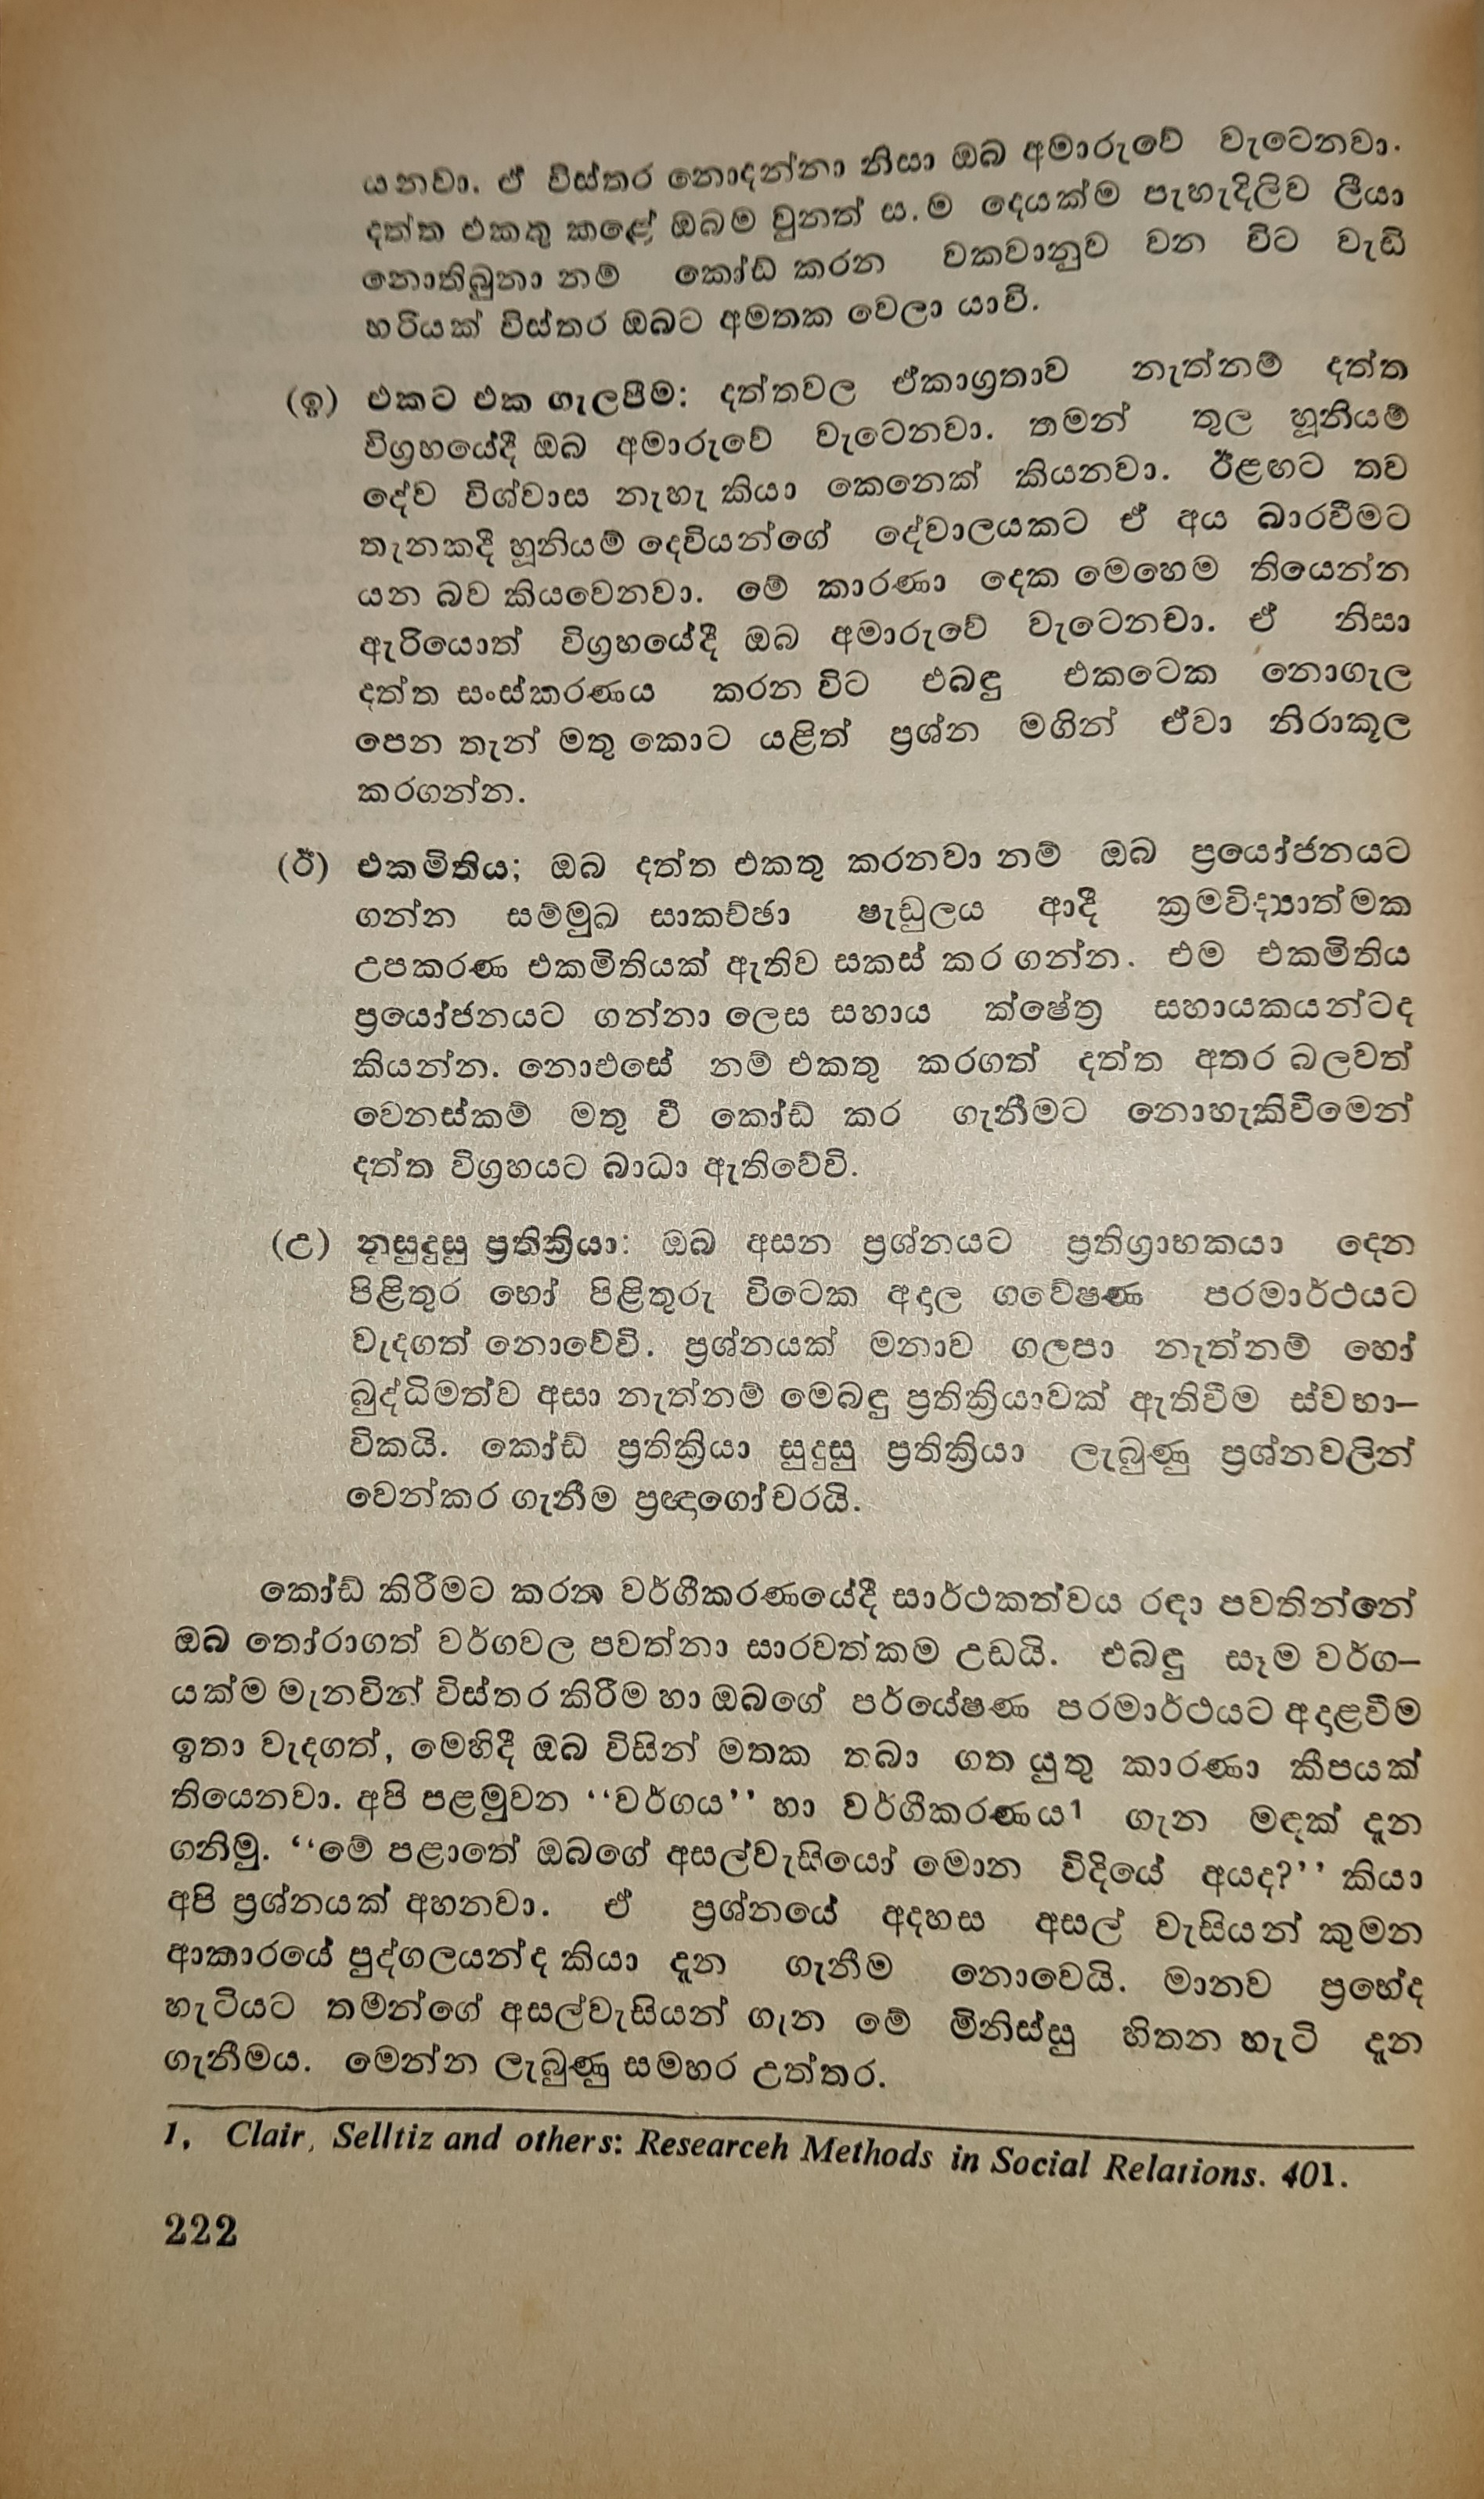 යනවා. ඒ විස්තර නොදන්නා නිසා ඔබ අමාරුවේ වැටෙනවා.
දත්ත එකතු කළේ ඔබම වුනත් ස.ම දෙයක්ම පැහැදිලිව ලියා
නොතිබුනා නම් කෝඩ් කරන වකවානුව වන විට වැඩි
හරියක් විස්තර ඔබට අමතක වෙලා යාවි.
(ඉ) එකට එක ගැලපීම: දත්තවල ඒකාග්‍රතාව නැත්නම් දත්ත
විග්‍රහයේදී ඔබ අමාරුවේ වැටෙනවා. තමන් තුල හූනියම්
දේව විශ්වාස නැහැ කියා කෙනෙක් කියනවා. ඊළඟට තව
තැනකදි හූනියම් දෙවියන්ගේ දේවාලයකට ඒ අය බාරවීමට
යන බව කියවෙනවා. මේ කාරණා දෙක මෙහෙම තියෙන්න
ඇරියොත් විග්‍රහයේදී ඔබ අමාරුවේ වැටෙනවා. ඒ නිසා
දත්ත සංස්කරණය කරන විට එබඳු එකටෙක නොගැල
පෙන තැන් මතු කොට යළිත් ප්‍රශ්න මගින් ඒවා නිරාකූල
කරගන්න.
(ඊ) එකමිතිය; ඔබ දත්ත එකතු කරනවා නම් ඔබ ප්‍රයෝජනයට
ගන්න සම්මුඛ සාකච්ඡා ෂැඩුලය ආදී ක්‍රමවිද්‍යාත්මක
උපකරණ එකමිතියක් ඇතිව සකස් කර ගන්න. එම එකමිතිය
ප්‍රයෝජනයට ගන්නා ලෙස සහාය ක්ෂේත්‍ර සහායකයන්ටද
කියන්න. නොඑසේ නම් එකතු කරගත් දත්ත අතර බලවත්
වෙනස්කම් මතු වී කෝඩ් කර ගැනීමට නොහැකිවීමෙන්
දත්ත විග්‍රහයට බාධා ඇතිවේවි.
(උ) නුසුදුසු ප්‍රතික්‍රියා: ඔබ අසන ප්‍රශ්නයට ප්‍රතිග්‍රාහකයා දෙන
පිළිතුර හෝ පිළිතුරු විටෙක අදාල ගවේෂණ පරමාර්ථයට
වැදගත් නොවේවි. ප්‍රශ්නයක් මනාව ගලපා නැත්නම් හෝ
බුද්ධිමත්ව අසා නැත්නම් මෙබඳු ප්‍රතික්‍රියාවක් ඇතිවීම ස්වභා–
විකයි. කෝඩ් ප්‍රතික්‍රියා සුදුසු ප්‍රතික්‍රියා ලැබුණු ප්‍රශ්නවලින්
වෙන්කර ගැනීම ප්‍රඥාගෝචරයි.
කෝඩ් කිරීමට කරන වර්ගීකරණයේදී සාර්ථකත්වය රඳා පවතින්නේ
ඔබ තෝරාගත් වර්ගවල පවත්නා සාරවත්කම උඩයි. එබඳු සෑම වර්ග–
යක්ම මැනවින් විස්තර කිරීම හා ඔබගේ පර්යේෂණ පරමාර්ථයට අදාළවීම
ඉතා වැදගත්, මෙහිදී ඔබ විසින් මතක තබා ගත යුතු කාරණා කීපයක්
තියෙනවා. අපි පළමුවන ‘‘වර්ගය’’ හා වර්ගීකරණය1 ගැන මඳක් දැන
ගනිමු. ‘‘මේ පළාතේ ඔබගේ අසල්වැසියෝ මොන විදියේ අයද?’’ කියා
අපි ප්‍රශ්නයක් අහනවා. ඒ ප්‍රශ්නයේ අදහස අසල් වැසියන් කුමන
ආකාරයේ පුද්ගලයන්ද කියා දැන ගැනීම නොවෙයි. මානව ප්‍රභේද
හැටියට තමන්ගේ අසල්වැසියන් ගැන මේ මිනිස්සු හිතන හැටි දැන
ගැනීමය. මෙන්න ලැබුණු සමහර උත්තර.
1, Clair, Selltiz and others: Researceh Methods in Social Relations. 401.
222